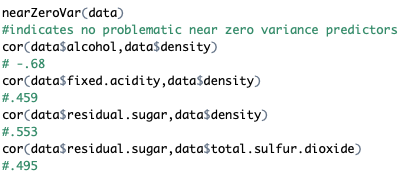 nearZeroVar(data)
#indicates no problematic near zero variance predictors
cor(data$alcohol,data$density)
# -.68
cor(data$fixed.acidity,data$density)
#.459
cor(data$residual.sugar,data$density)
#.553
cor(data$residual.sugar,data$total.sulfur.dioxide)
#.495